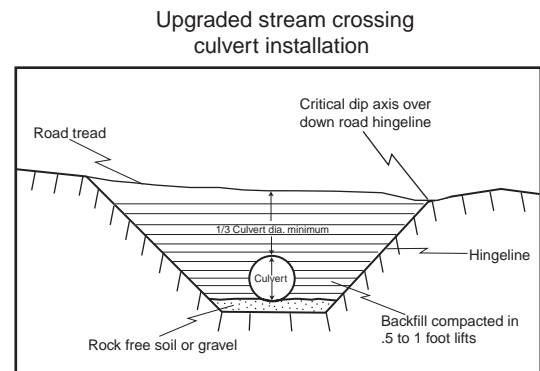 Upgraded stream crossing
culvert installation
Critical dip axis over
down road hingeline
Road tread
1/3 Culvert dia. minimum
Hingeline
Culvert
Backfill compacted in
.5 to 1 foot lifts
Rock free soil or gravel